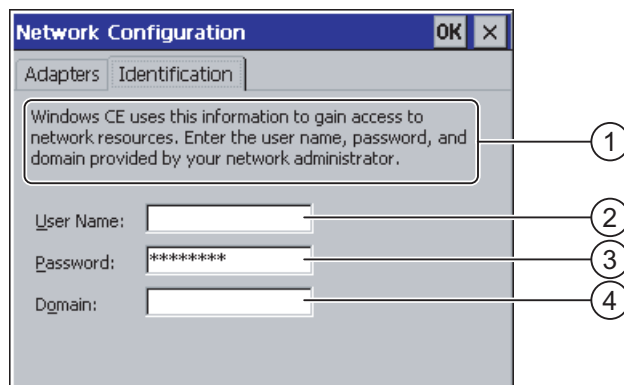 Network Configuration OK ×
Adapters Identification
Windows CE uses this information to gain access to
network resources. Enter the user name, password, and
domain provided by your network administrator.
1
User Name:
2
Password: ********
3
Domain:
4